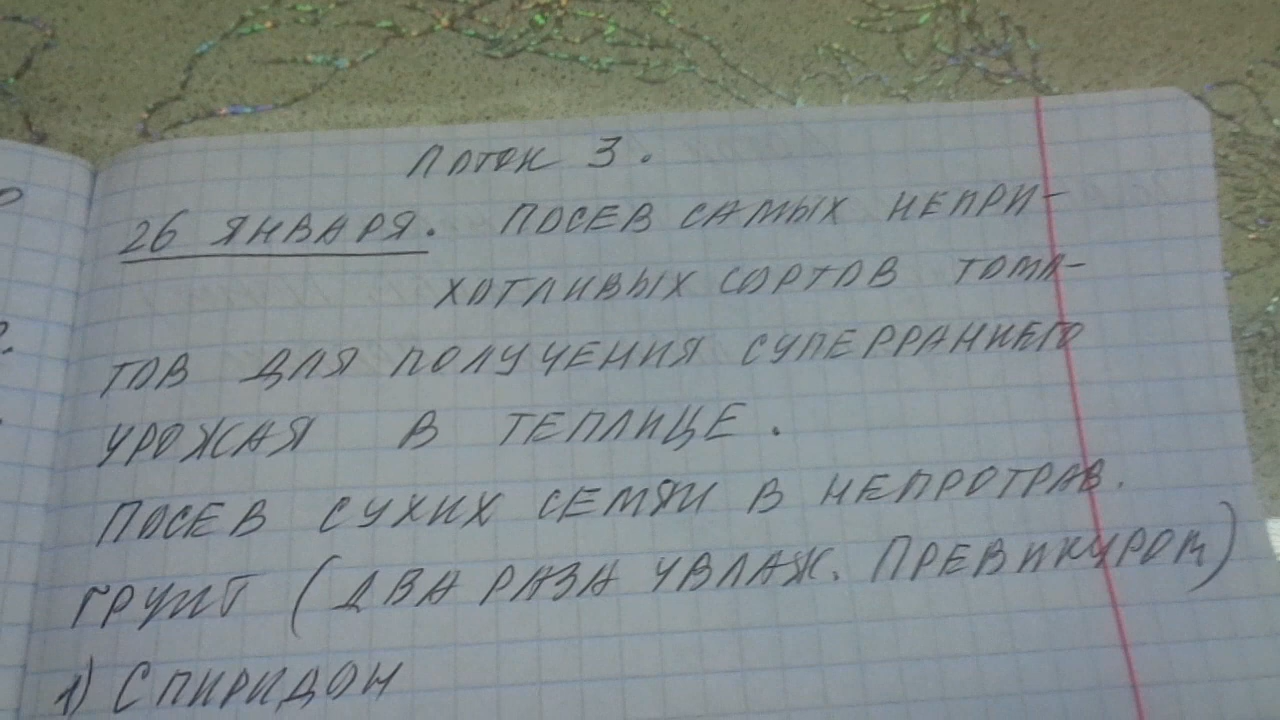 Поток 3.
26 января. Посев самых непри-
хотливых сортов тома-
тов для получения суперраннего
урожая в теплице.
Посев сухих семян в непротрав.
грунт (два раза увлаж. Превикуром)
1) Спиридон